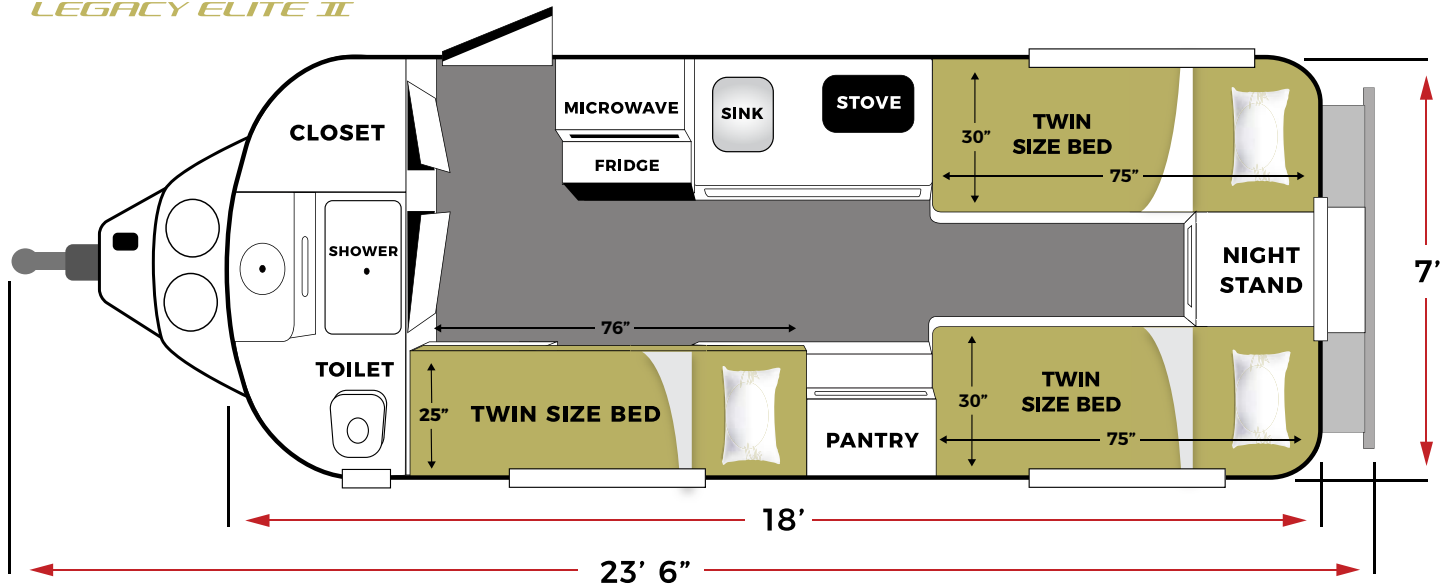 LEGACY ELITE II
CLOSET
MICROWAVE
FRIDGE
SINK
STOVE
30”
TWIN
SIZE BED
75”
SHOWER
NIGHT
STAND
7’
76”
TOILET
25”
TWIN SIZE BED
PANTRY
30”
TWIN
SIZE BED
75”
18’
23’ 6”